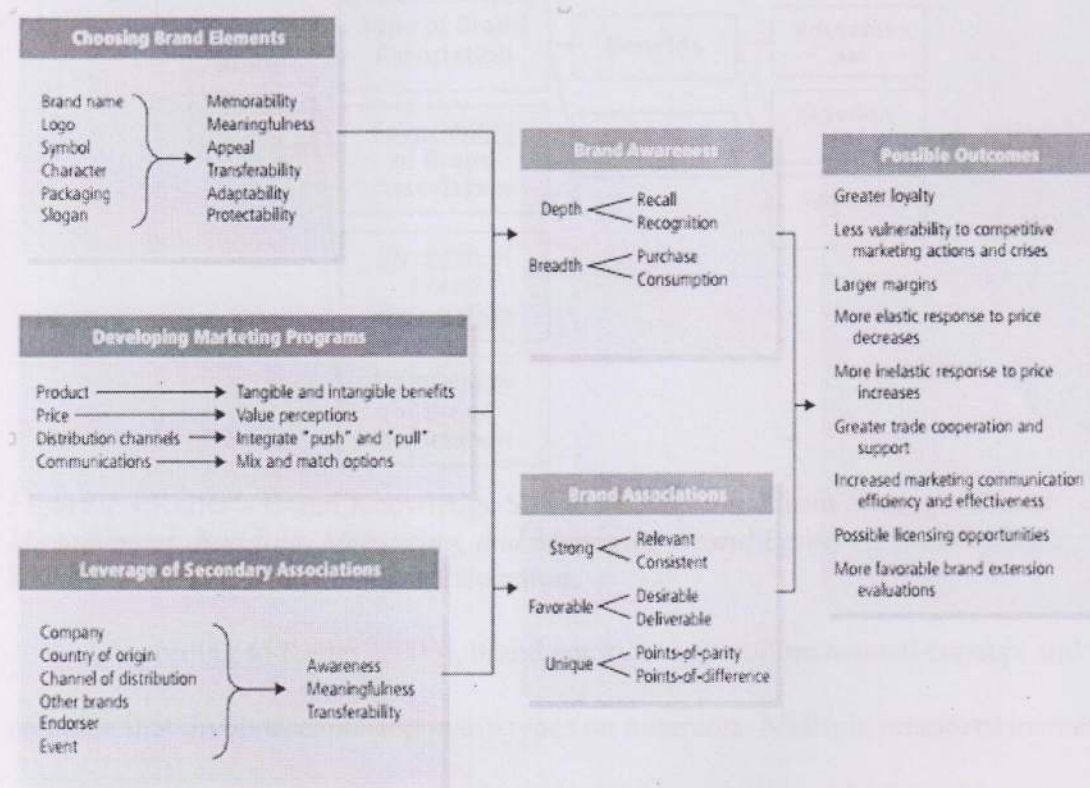 Choosing Brand Elements
Brand name
Logo
Symbol
Character
Packaging
Slogan
Memorability
Meaningfulness
Appeal
Transferability
Adaptability
Protectability
Developing Marketing Programs
Product
Price
Distribution channels
Communications
Tangible and intangible benefits
Value perceptions
Integrate "push" and "pull"
Mix and match options
Leverage of Secondary Associations
Company
Country of origin
Channel of distribution
Other brands
Endorser
Event
Awareness
Meaningfulness
Transferability
Brand Awareness
Depth
Recall
Recognition
Breadth
Purchase
Consumption
Brand Associations
Strong
Relevant
Consistent
Favorable
Desirable
Deliverable
Unique
Points-of-parity
Points-of-difference
Possible Outcomes
Greater loyalty
Less vulnerability to competitive
marketing actions and crises
Larger margins
More elastic response to price
decreases
More inelastic response to price
increases
Greater trade cooperation and
support
Increased marketing communication
efficiency and effectiveness
Possible licensing opportunities
More favorable brand extension
evaluations